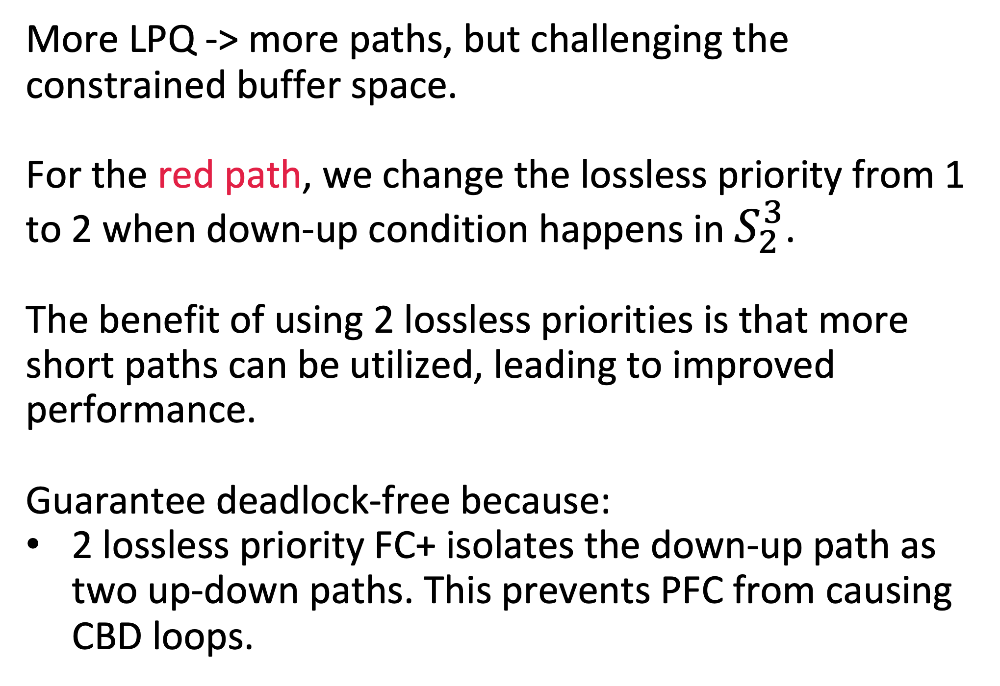 More LPQ -> more paths, but challenging the
constrained buffer space.
For the red path, we change the lossless priority from 1
to 2 when down-up condition happens in $S_2^3$.
The benefit of using 2 lossless priorities is that more
short paths can be utilized, leading to improved
performance.
Guarantee deadlock-free because:
• 2 lossless priority FC+ isolates the down-up path as
two up-down paths. This prevents PFC from causing
CBD loops.